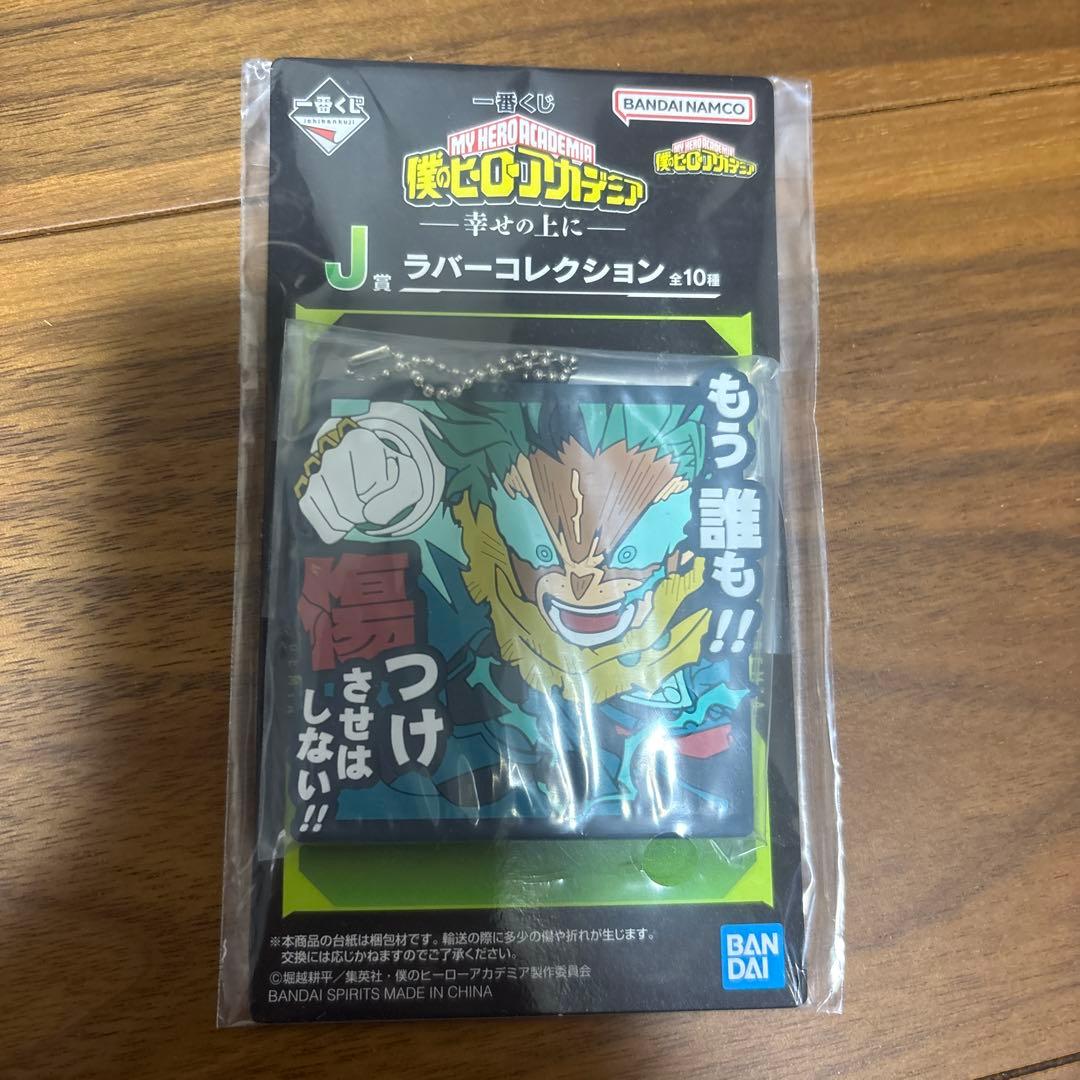 一番くじ
ichibankuji
一番くじ
BANDAI NAMCO
MY HERO ACADEMIA
僕のヒーローアカデミア
MY HERO ACADEMIA
僕のヒーローアカデミア
幸せの上に
J賞 ラバーコレクション 全10種
もう誰も!!
傷
つけ
させは
しない!!
※本商品の台紙は梱包材です。輸送の際に多少の傷や折れが生じます。
交換には応じかねますのでご了承ください。
©堀越耕平／集英社・僕のヒーローアカデミア製作委員会
BANDAI SPIRITS MADE IN CHINA
BAN
DAI